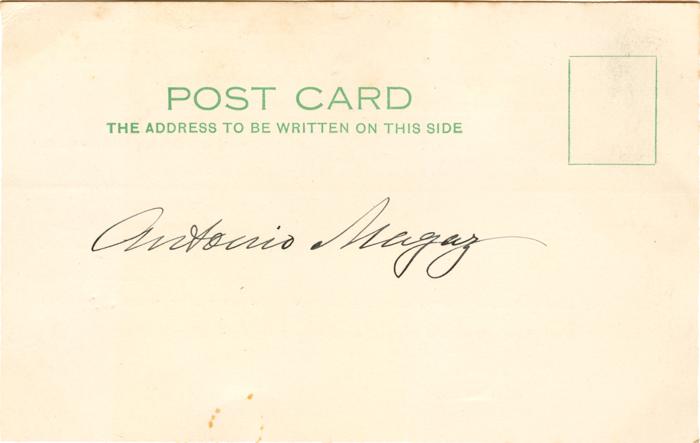 POST CARD
THE ADDRESS TO BE WRITTEN ON THIS SIDE
Antonio Magaz